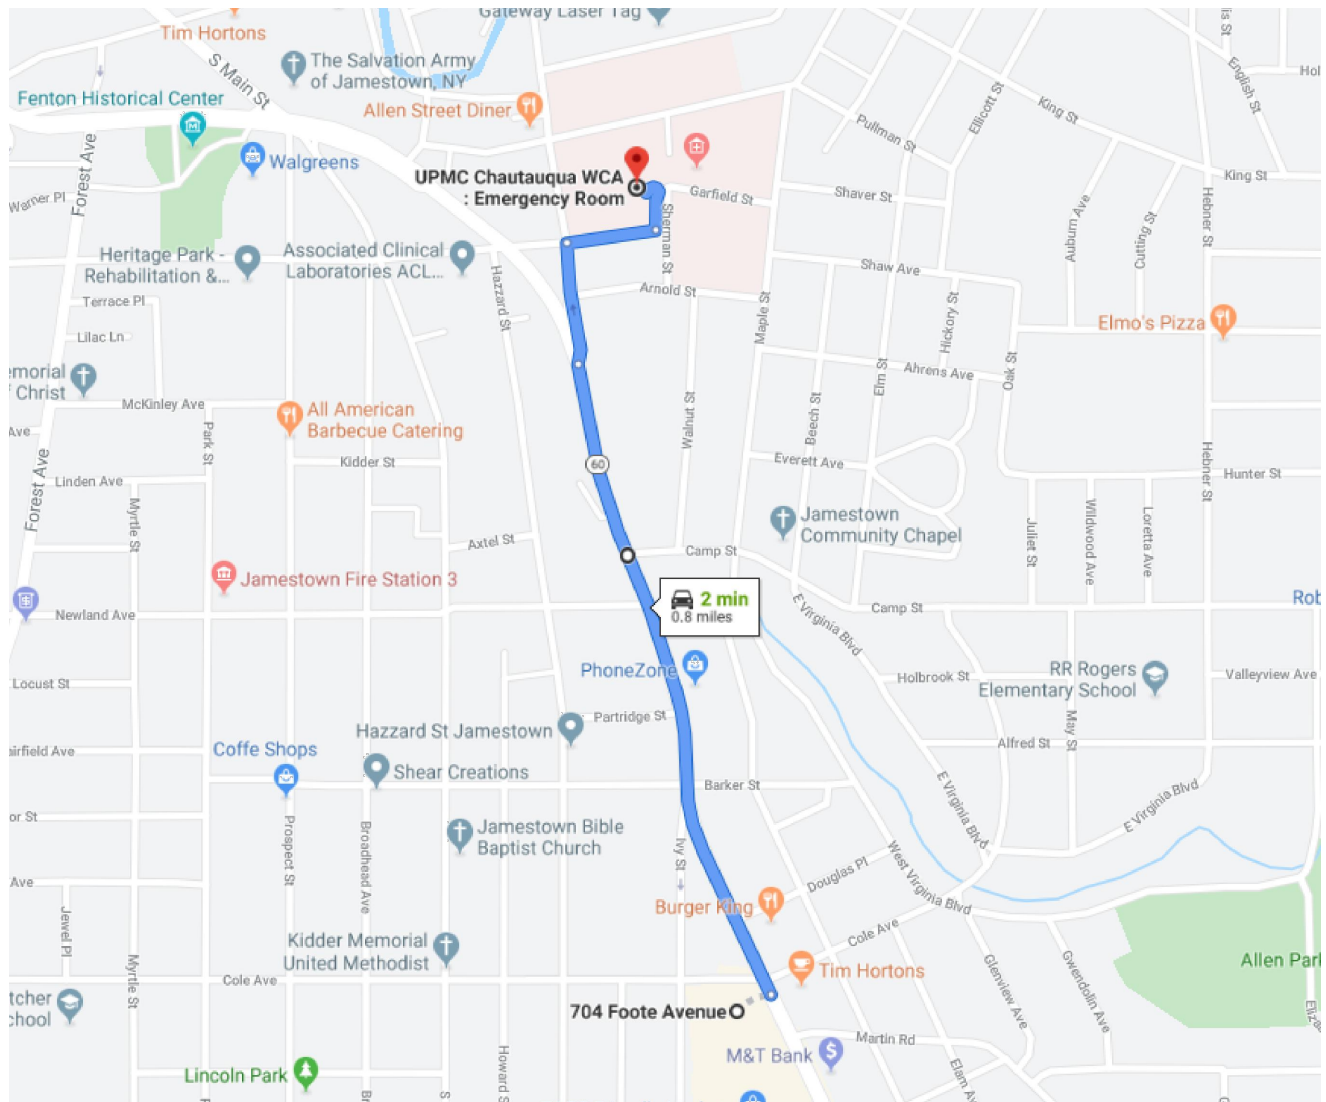 Gateway Laser Tag
Tim Hortons
S Main St
The Salvation Army
of Jamestown, NY
Fenton Historical Center
Allen Street Diner
English St
King St
Ellicott St
Pullman St
Forest Ave
Walgreens
UPMC Chautauqua WCA
: Emergency Room
Garfield St
Shaver St
King St
Warner Pl
Sherman St
Auburn Ave
Cutting St
Hebner St
Heritage Park -
Rehabilitation &...
Associated Clinical
Laboratories ACL...
Hazzard St
Shaw Ave
Terrace Pl
Arnold St
Maple St
Hickory St
Elmo's Pizza
Lilac Ln
emorial
f Christ
Ahrens Ave
Elm St
Oak St
McKinley Ave
All American
Barbecue Catering
Ave
Park St
Walnut St
Beech St
Kidder St
60
Everett Ave
Hebner St
Hunter St
Linden Ave
Forest Ave
Myrtle St
Jamestown
Community Chapel
Juliet St
Wildwood Ave
Loretta Ave
Axtel St
Camp St
Jamestown Fire Station 3
2 min
0.8 miles
Newland Ave
E Virginia Blvd
Camp St
Rob
PhoneZone
Holbrook St
RR Rogers
Elementary School
Valleyview Ave
Locust St
Partridge St
May St
Hazzard St Jamestown
Alfred St
airfield Ave
Coffe Shops
Shear Creations
Barker St
E Virginia Blvd
E Virginia Blvd
or St
Prospect St
Broadhead Ave
Jamestown Bible
Baptist Church
Ivy St
Ave
Douglas Pl
West Virginia Blvd
Burger King
Jewel Pl
Kidder Memorial
United Methodist
Cole Ave
Myrtle St
Cole Ave
Tim Hortons
Glenview Ave
Gwendolin Ave
Allen Park
tcher
chool
704 Foote Avenue
Martin Rd
M&T Bank
Lincoln Park
Howard S
Elam Av